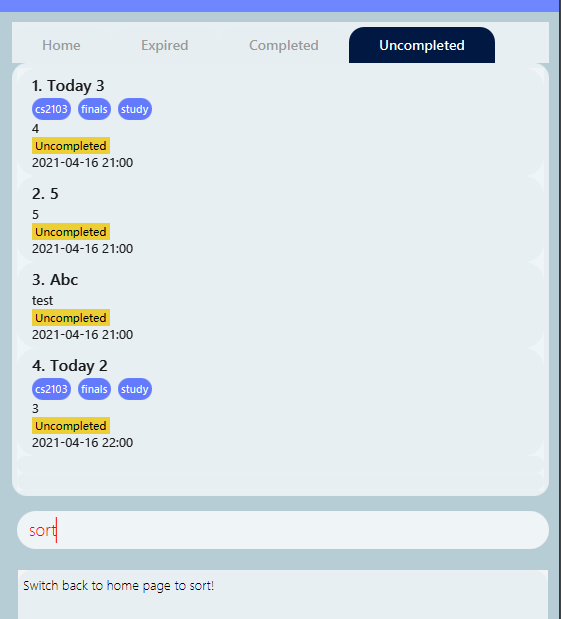 Home Expired Completed Uncompleted
1. Today 3
cs2103 finals study
4
Uncompleted
2021-04-16 21:00
2. 5
5
Uncompleted
2021-04-16 21:00
3. Abc
test
Uncompleted
2021-04-16 21:00
4. Today 2
cs2103 finals study
3
Uncompleted
2021-04-16 22:00
sort
Switch back to home page to sort!